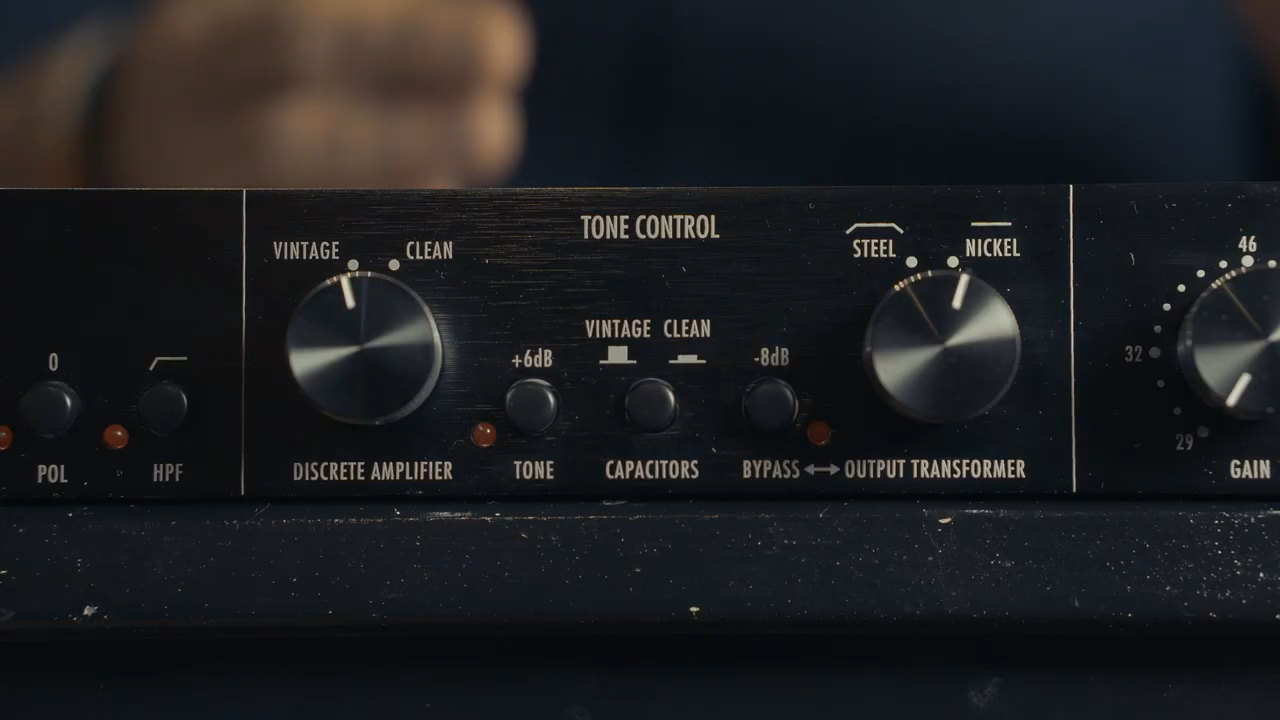 TONE CONTROL
VINTAGE CLEAN
STEEL NICKEL
46
VINTAGE CLEAN
0
+6dB
-8dB
32
29
POL
HPF
DISCRETE AMPLIFIER
TONE
CAPACITORS
BYPASS ↔ OUTPUT TRANSFORMER
GAIN